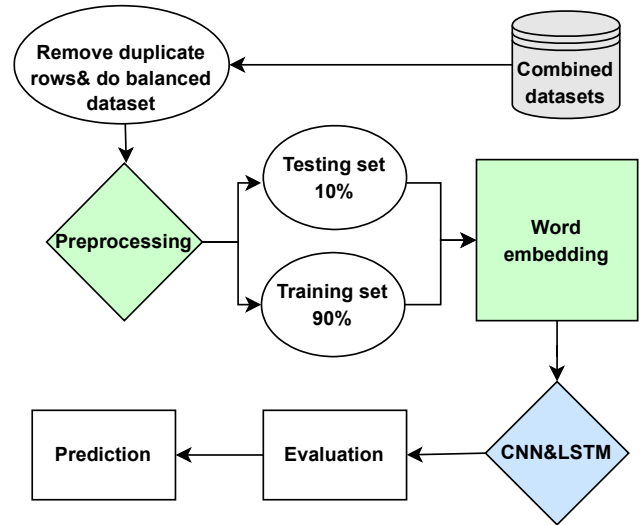 Remove duplicate
rows& do balanced
dataset
Combined
datasets
Preprocessing
Testing set
10%
Training set
90%
Word
embedding
CNN&LSTM
Evaluation
Prediction